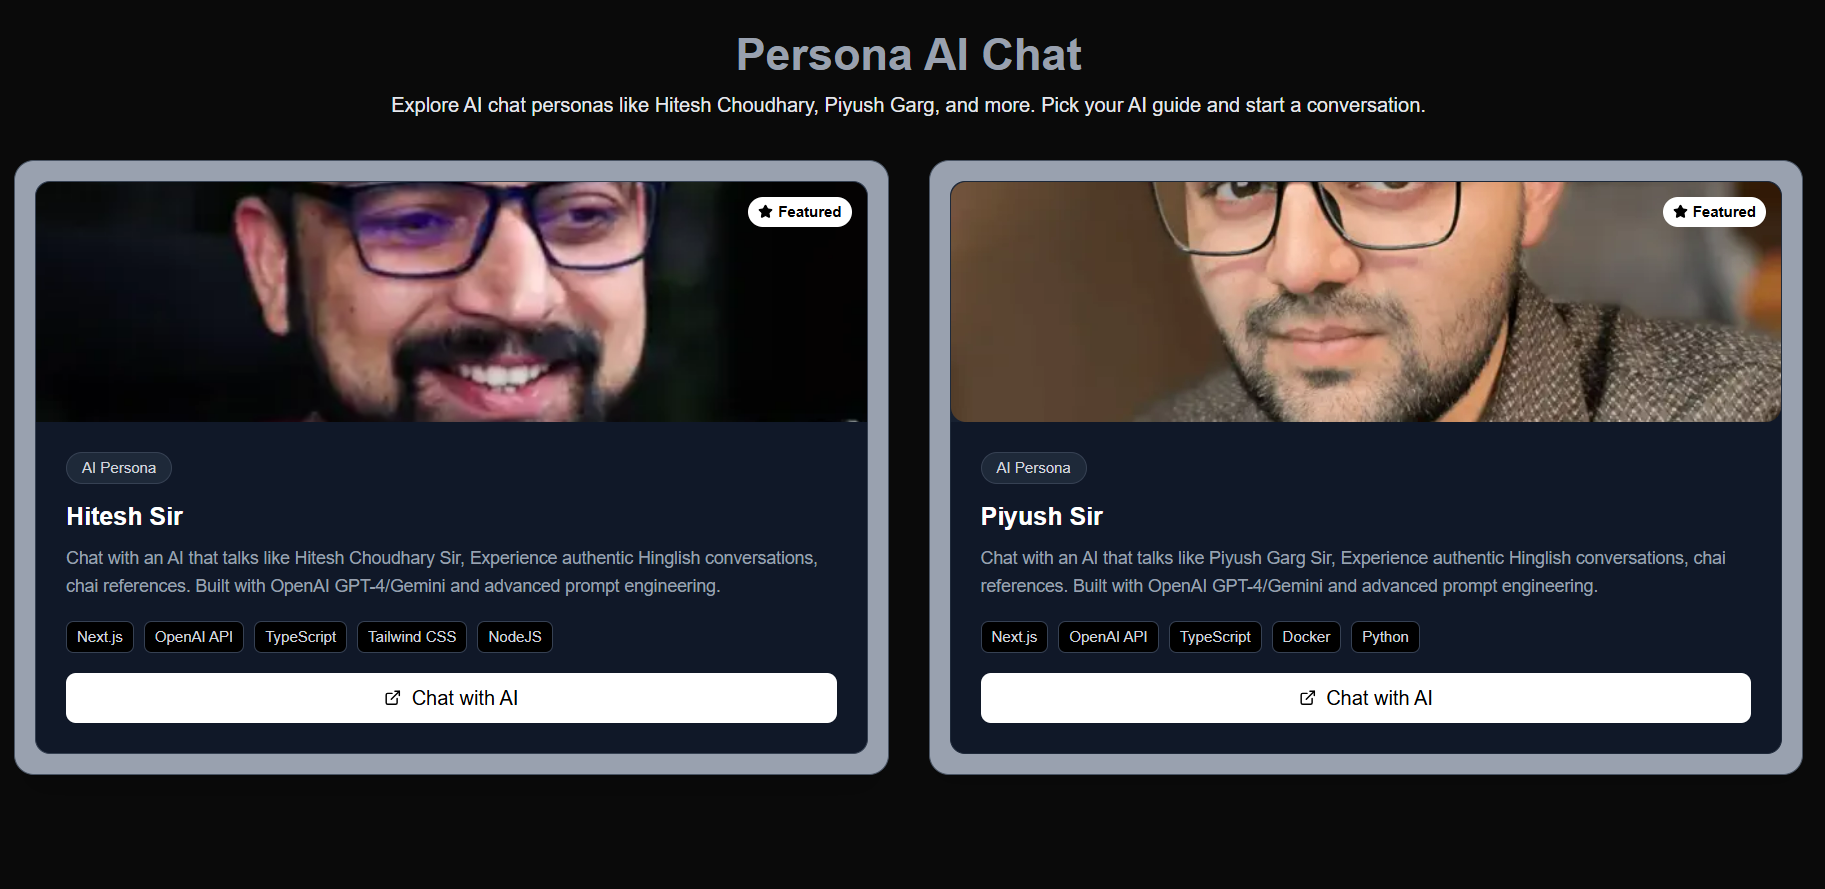 Persona AI Chat
Explore AI chat personas like Hitesh Choudhary, Piyush Garg, and more. Pick your AI guide and start a conversation.
Featured
AI Persona
Hitesh Sir
Chat with an AI that talks like Hitesh Choudhary Sir, Experience authentic Hinglish conversations,
chai references. Built with OpenAI GPT-4/Gemini and advanced prompt engineering.
Next.js OpenAI API TypeScript Tailwind CSS NodeJS
Chat with AI
Featured
AI Persona
Piyush Sir
Chat with an AI that talks like Piyush Garg Sir, Experience authentic Hinglish conversations, chai
references. Built with OpenAI GPT-4/Gemini and advanced prompt engineering.
Next.js OpenAI API TypeScript Docker Python
Chat with AI